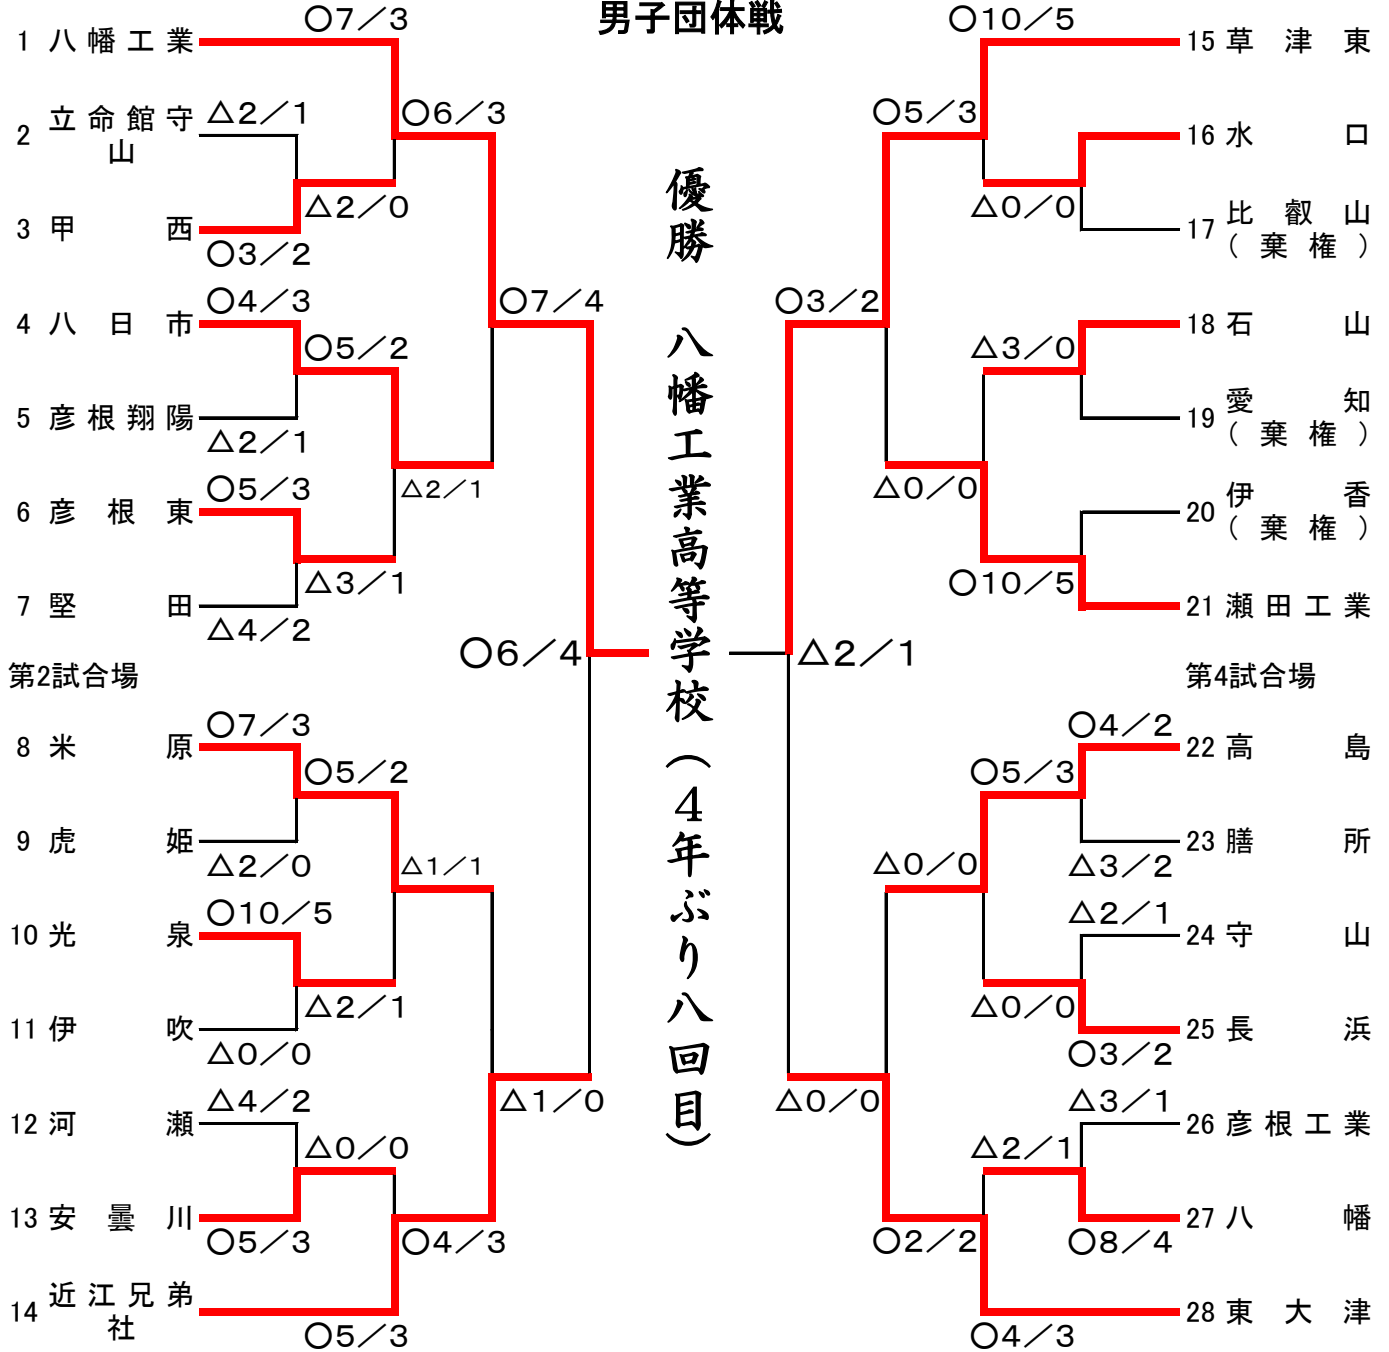 男子団体戦
○7／3
1 八幡工業
○6／3
△2／1
2 立命館守山
△2／0
3 甲西
○3／2
○7／4
○4／3
4 八日市
○5／2
5 彦根翔陽
△2／1
△2／1
○5／3
6 彦根東
△3／1
7 堅田
△4／2
○6／4
第2試合場
○7／3
8 米原
○5／2
9 虎姫
△2／0
△1／1
○10／5
10 光泉
△2／1
11 伊吹
△0／0
△1／0
△4／2
12 河瀬
△0／0
13 安曇川
○5／3
○4／3
14 近江兄弟社
○5／3
優勝 八幡工業高等学校（4年ぶり八回目）
○10／5
15 草津東
○5／3
16 水口
△0／0
17 比叡山
(棄権)
○3／2
18 石山
△3／0
19 愛知
(棄権)
△0／0
20 伊香
(棄権)
○10／5
21 瀬田工業
△2／1
第4試合場
○4／2
22 高島
○5／3
23 膳所
△3／2
△0／0
△2／1
24 守山
△0／0
25 長浜
○3／2
△0／0
△3／1
26 彦根工業
△2／1
27 八幡
○8／4
○2／2
28 東大津
○4／3